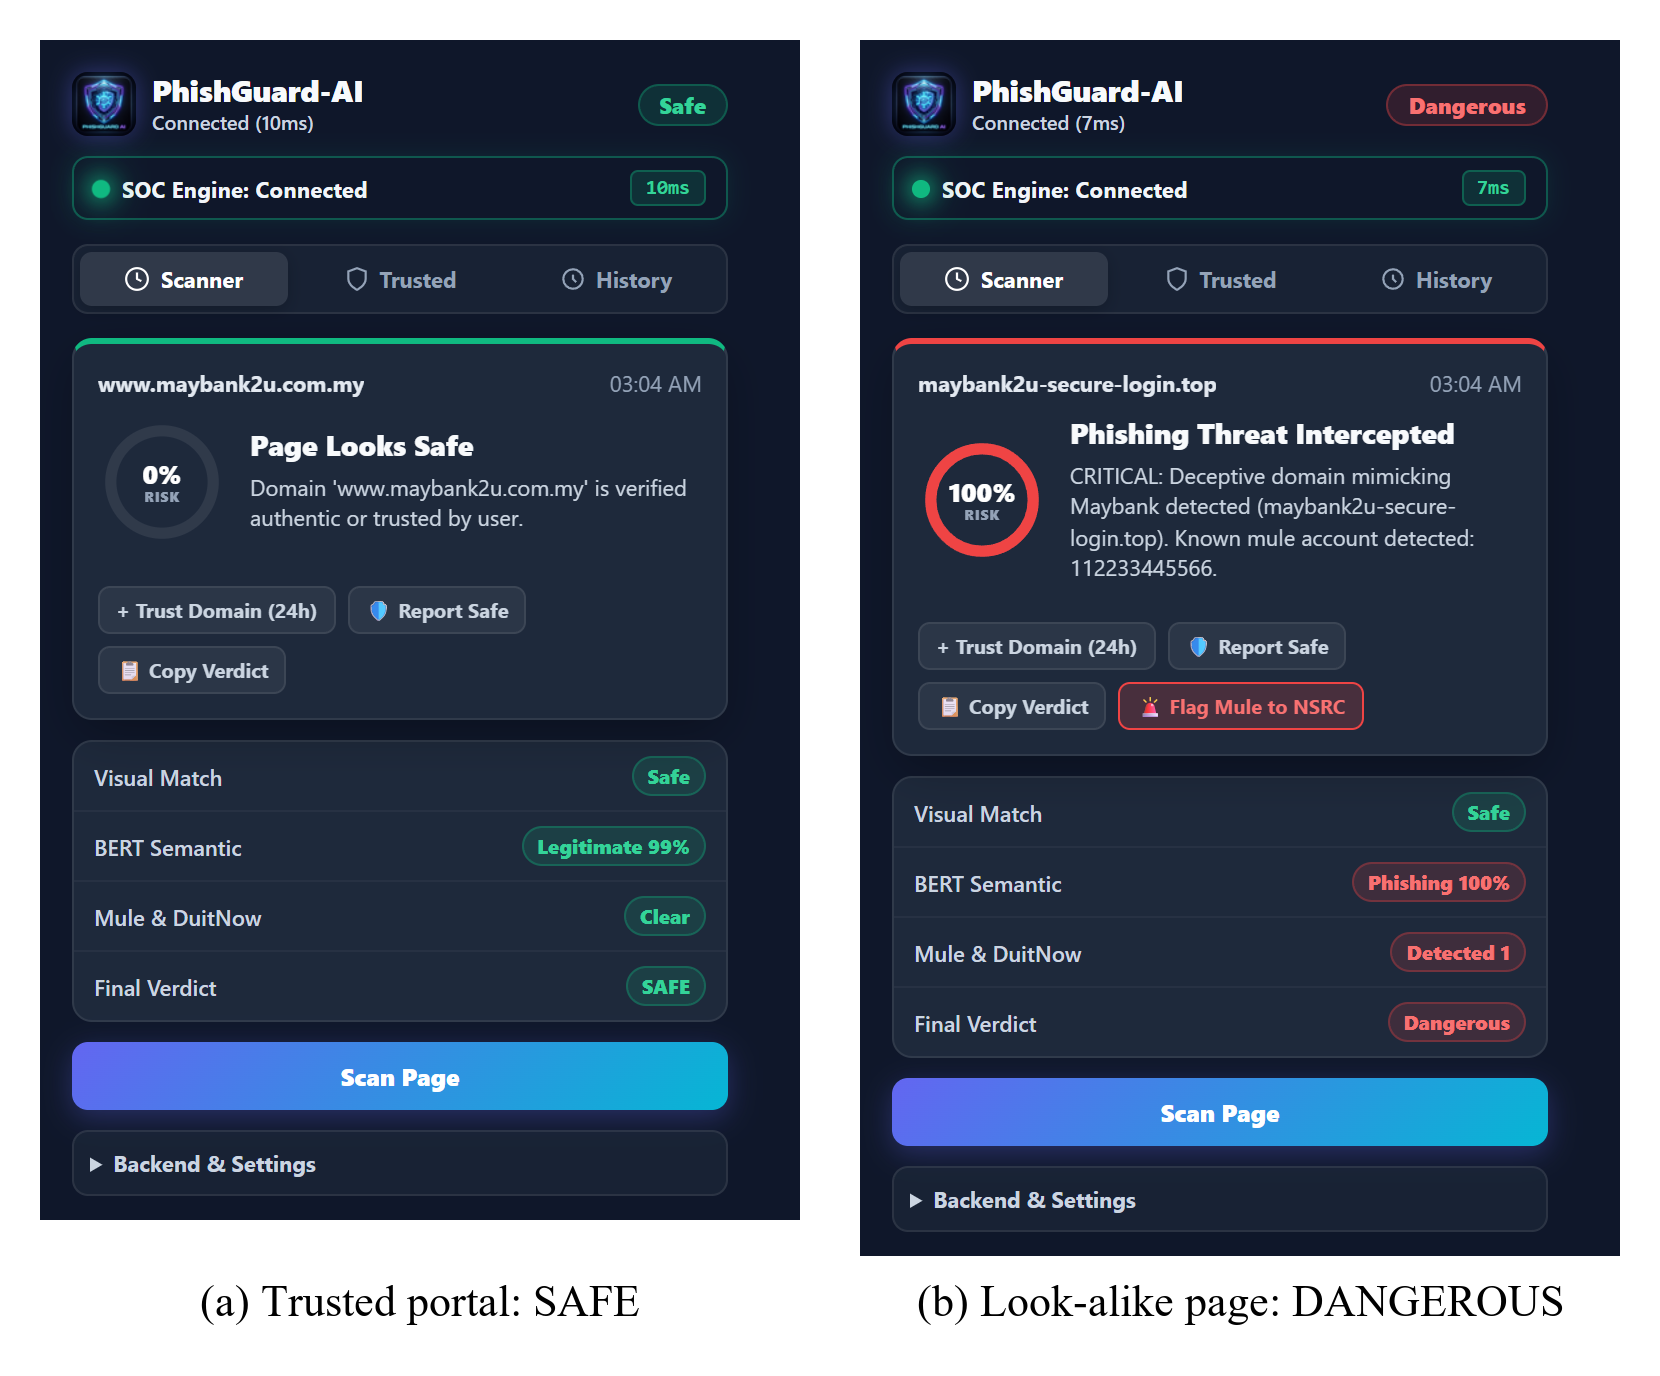 PhishGuard-AI
Connected (10ms)
Safe
SOC Engine: Connected
10ms
Scanner
Trusted
History
www.maybank2u.com.my
03:04 AM
0%
RISK
Page Looks Safe
Domain 'www.maybank2u.com.my' is verified
authentic or trusted by user.
+ Trust Domain (24h)
Report Safe
Copy Verdict
Visual Match
Safe
BERT Semantic
Legitimate 99%
Mule & DuitNow
Clear
Final Verdict
SAFE
Scan Page
Backend & Settings
(a) Trusted portal: SAFE
PhishGuard-AI
Connected (7ms)
Dangerous
SOC Engine: Connected
7ms
Scanner
Trusted
History
maybank2u-secure-login.top
03:04 AM
100%
RISK
Phishing Threat Intercepted
CRITICAL: Deceptive domain mimicking
Maybank detected (maybank2u-secure-
login.top). Known mule account detected:
112233445566.
+ Trust Domain (24h)
Report Safe
Copy Verdict
Flag Mule to NSRC
Visual Match
Safe
BERT Semantic
Phishing 100%
Mule & DuitNow
Detected 1
Final Verdict
Dangerous
Scan Page
Backend & Settings
(b) Look-alike page: DANGEROUS